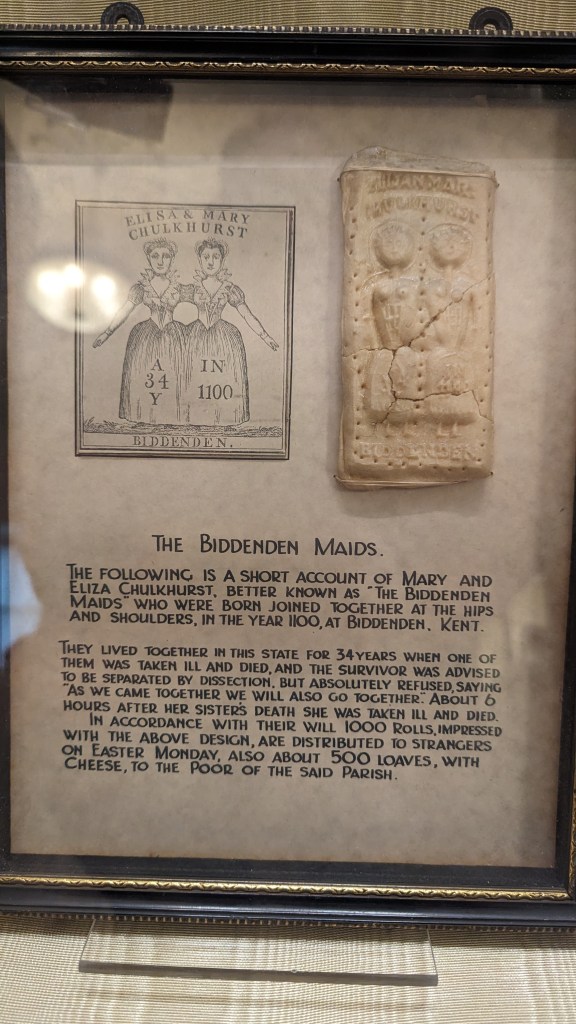 ELISA & MARY
CHULKHURST
A IN
34 1100
Y
BIDDENDEN.
CHULKHURST
BIDDENDEN
THE BIDDENDEN MAIDS.
THE FOLLOWING IS A SHORT ACCOUNT OF MARY AND
ELIZA CHULKHURST, BETTER KNOWN AS "THE BIDDENDEN
MAIDS" WHO WERE BORN JOINED TOGETHER AT THE HIPS
AND SHOULDERS, IN THE YEAR 1100, AT BIDDENDEN, KENT.
THEY LIVED TOGETHER IN THIS STATE FOR 34 YEARS WHEN ONE OF
THEM WAS TAKEN ILL AND DIED, AND THE SURVIVOR WAS ADVISED
TO BE SEPARATED BY DISSECTION, BUT ABSOLUTELY REFUSED, SAYING
"AS WE CAME TOGETHER WE WILL ALSO GO TOGETHER." ABOUT 6
HOURS AFTER HER SISTER'S DEATH SHE WAS TAKEN ILL AND DIED.
IN ACCORDANCE WITH THEIR WILL 1000 ROLLS, IMPRESSED
WITH THE ABOVE DESIGN, ARE DISTRIBUTED TO STRANGERS
ON EASTER MONDAY, ALSO ABOUT 500 LOAVES, WITH
CHEESE, TO THE POOR OF THE SAID PARISH.